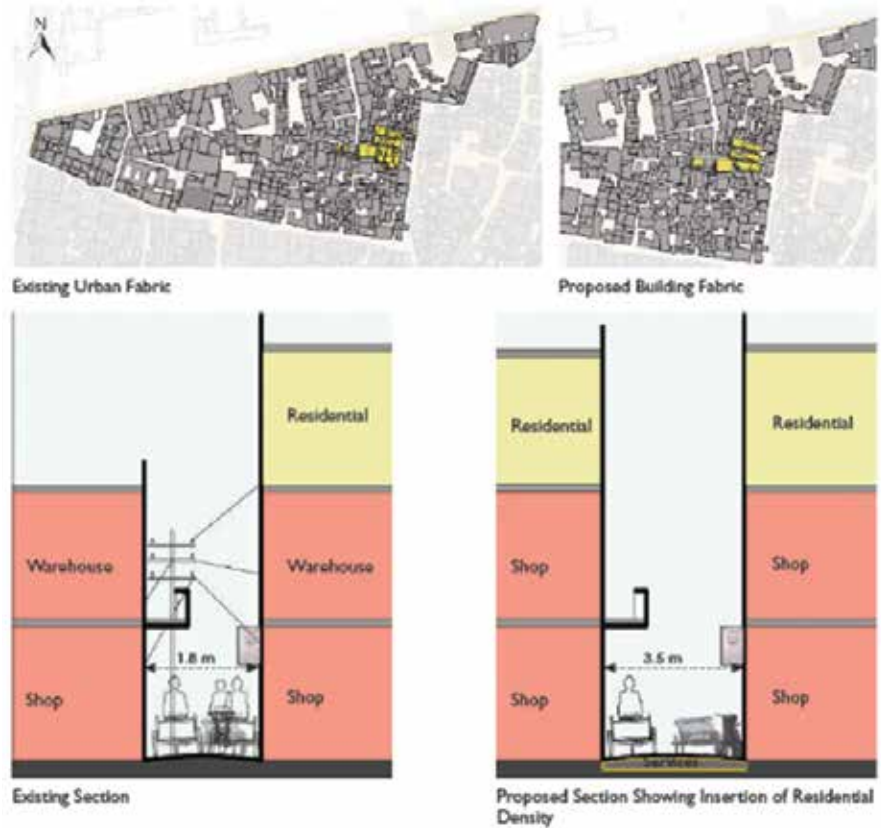 N
Existing Urban Fabric
Proposed Building Fabric
Residential
Warehouse
Warehouse
1.8 m
Shop
Shop
Existing Section
Residential
Residential
Shop
Shop
3.5 m
Shop
Shop
Services
Proposed Section Showing Insertion of Residential
Density